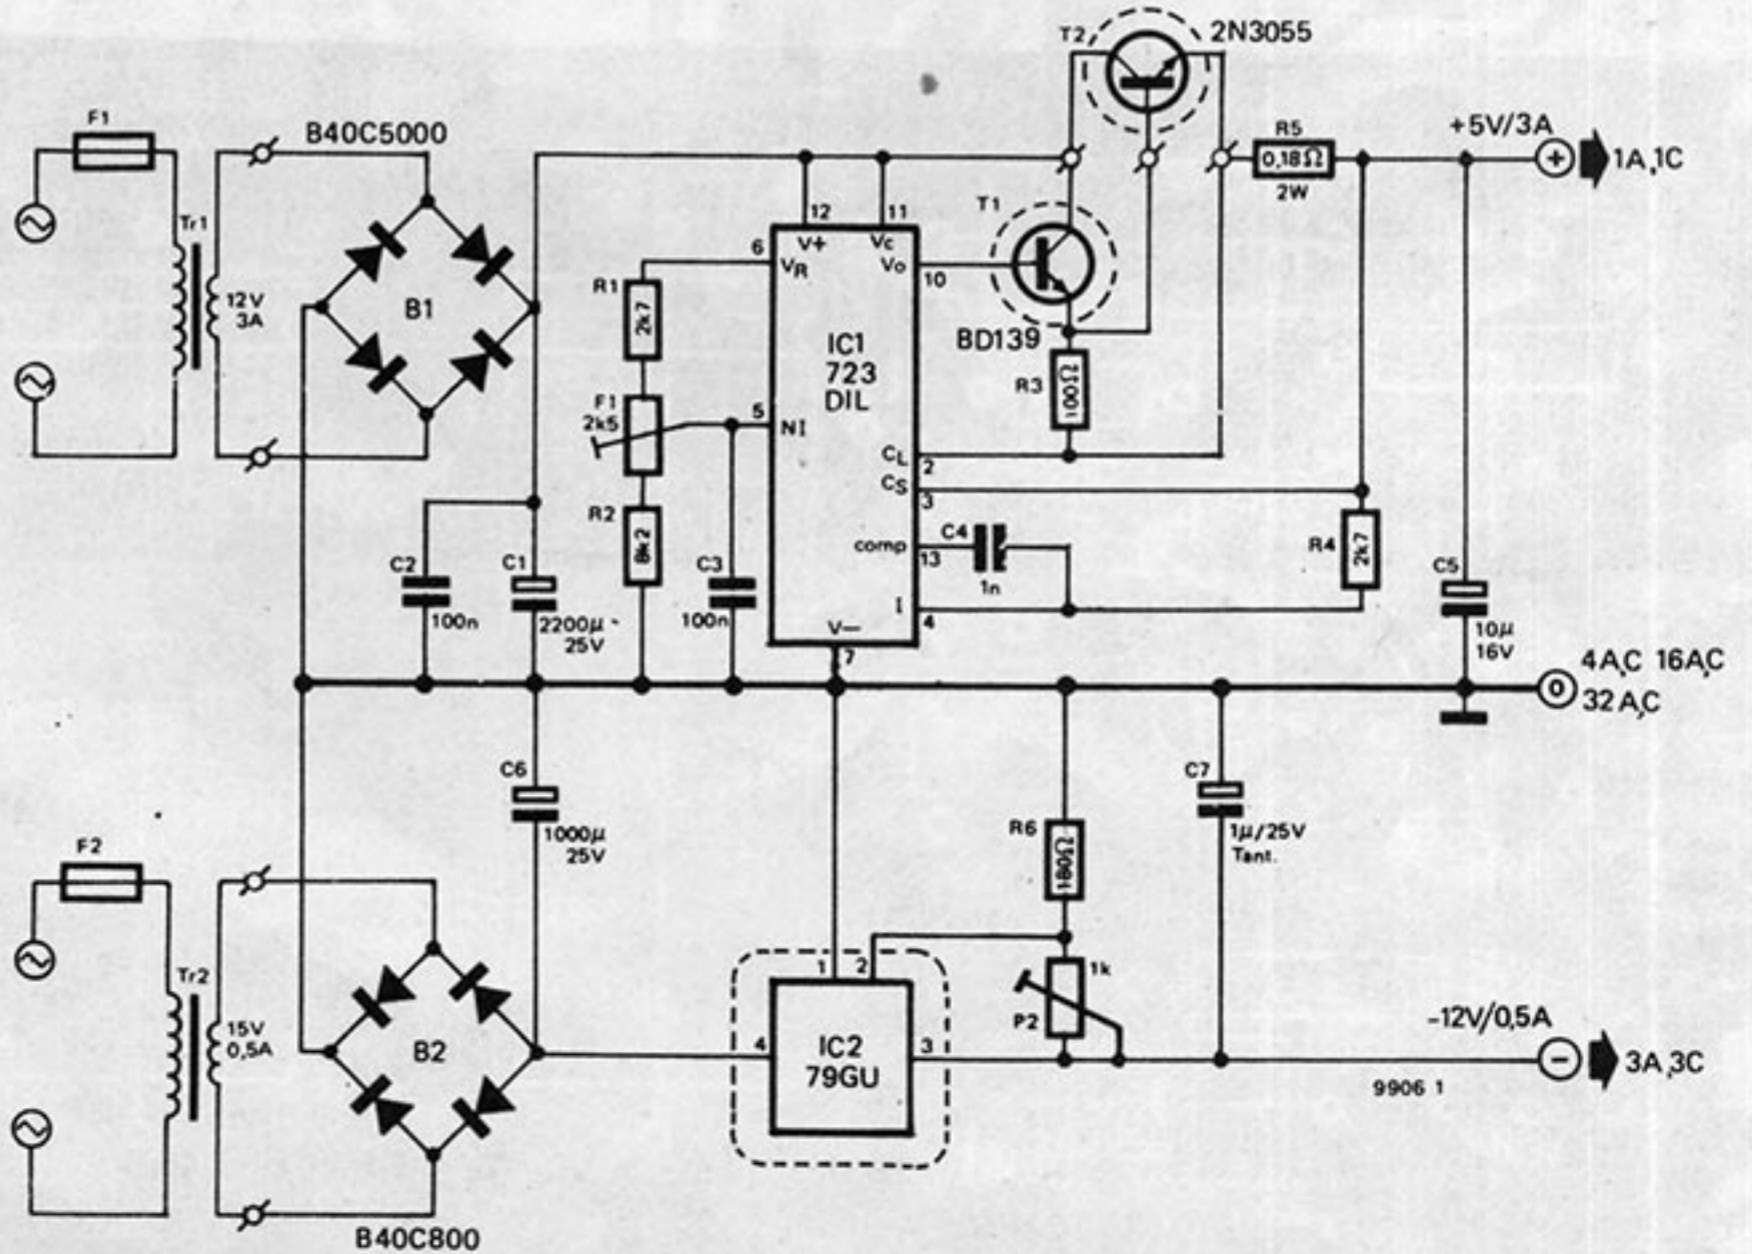 T2
2N3055
F1
B40C5000
Tr1
12V
3A
B1
R1
2k7
F1
2k5
R2
8k2
C2
100n
C1
2200µ
25V
C3
100n
12
11
V+
Vc
6
VR
Vo
10
IC1
723
DIL
5
NI
CL
2
CS
3
comp
13
I
4
V—
7
T1
BD139
R3
100Ω
C4
1n
R5
0,18Ω
2W
+5V/3A
+
1A,1C
R4
2k7
C5
10µ
16V
4A,C 16A,C
0
32A,C
C6
1000µ
25V
F2
Tr2
15V
0,5A
B2
B40C800
1
2
4
IC2
79GU
3
R6
180Ω
1k
P2
C7
1µ/25V
Tant.
-12V/0,5A
−
3A,3C
9906 1